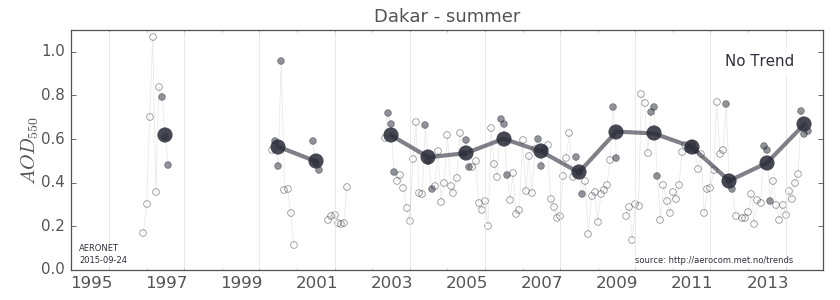 Dakar - summer
1.0
0.8
0.6
0.4
0.2
0.0
AOD550
No Trend
AERONET
2015-09-24
source: http://aerocom.met.no/trends
1995 1997 1999 2001 2003 2005 2007 2009 2011 2013